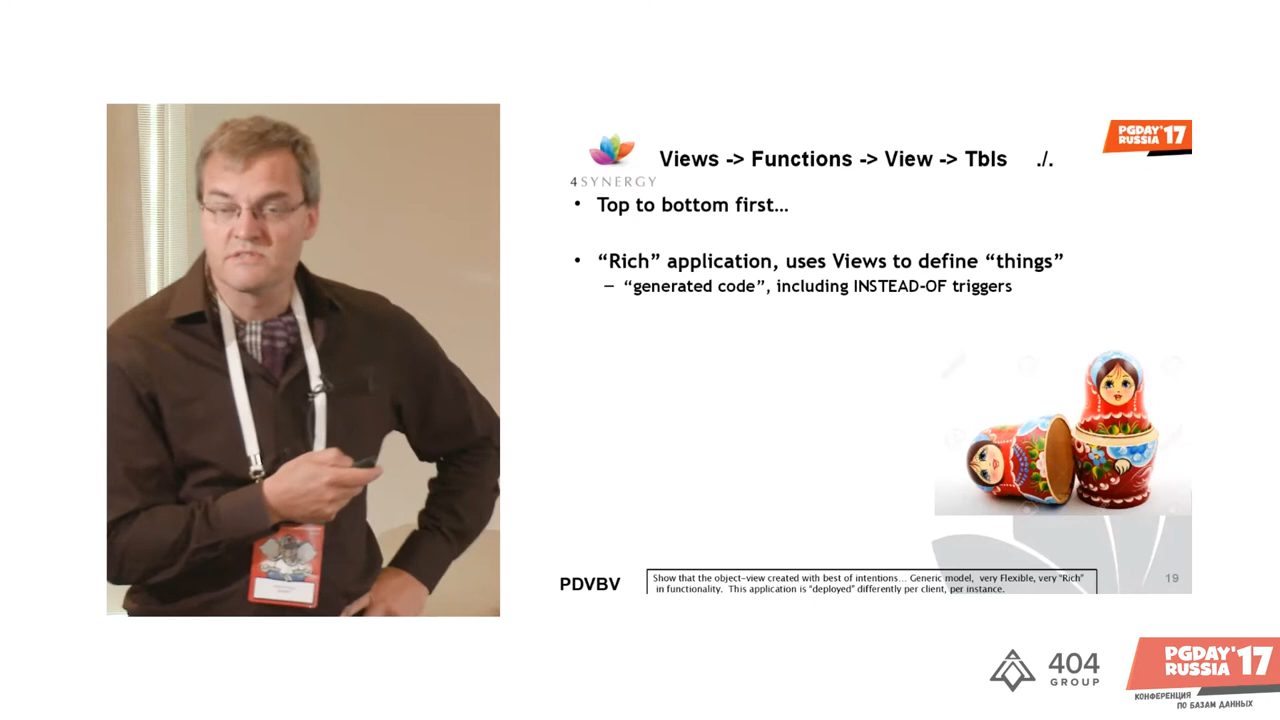 PGDAY'17
RUSSIA
4SYNERGY
Views -> Functions -> View -> Tbls ./.
• Top to bottom first...
• “Rich” application, uses Views to define “things”
– “generated code”, including INSTEAD-OF triggers
PDVBV
Show that the object-view created with best of intentions... Generic model, very Flexible, very “Rich”
in functionality. This application is “deployed” differently per client, per instance.
19
404
GROUP
PGDAY'17
RUSSIA
КОНФЕРЕНЦИЯ
ПО БАЗАМ ДАННЫХ